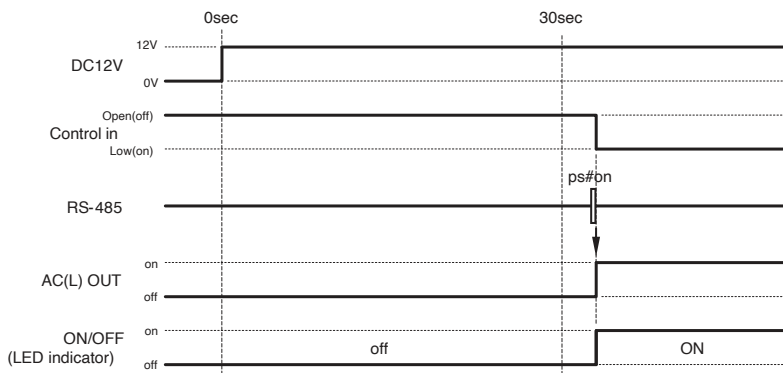 0sec 30sec
12V
DC12V
0V
Open(off)
Control in
Low(on)
ps#on
RS-485
on
AC(L) OUT
off
on
ON/OFF
(LED indicator)
off ON
off